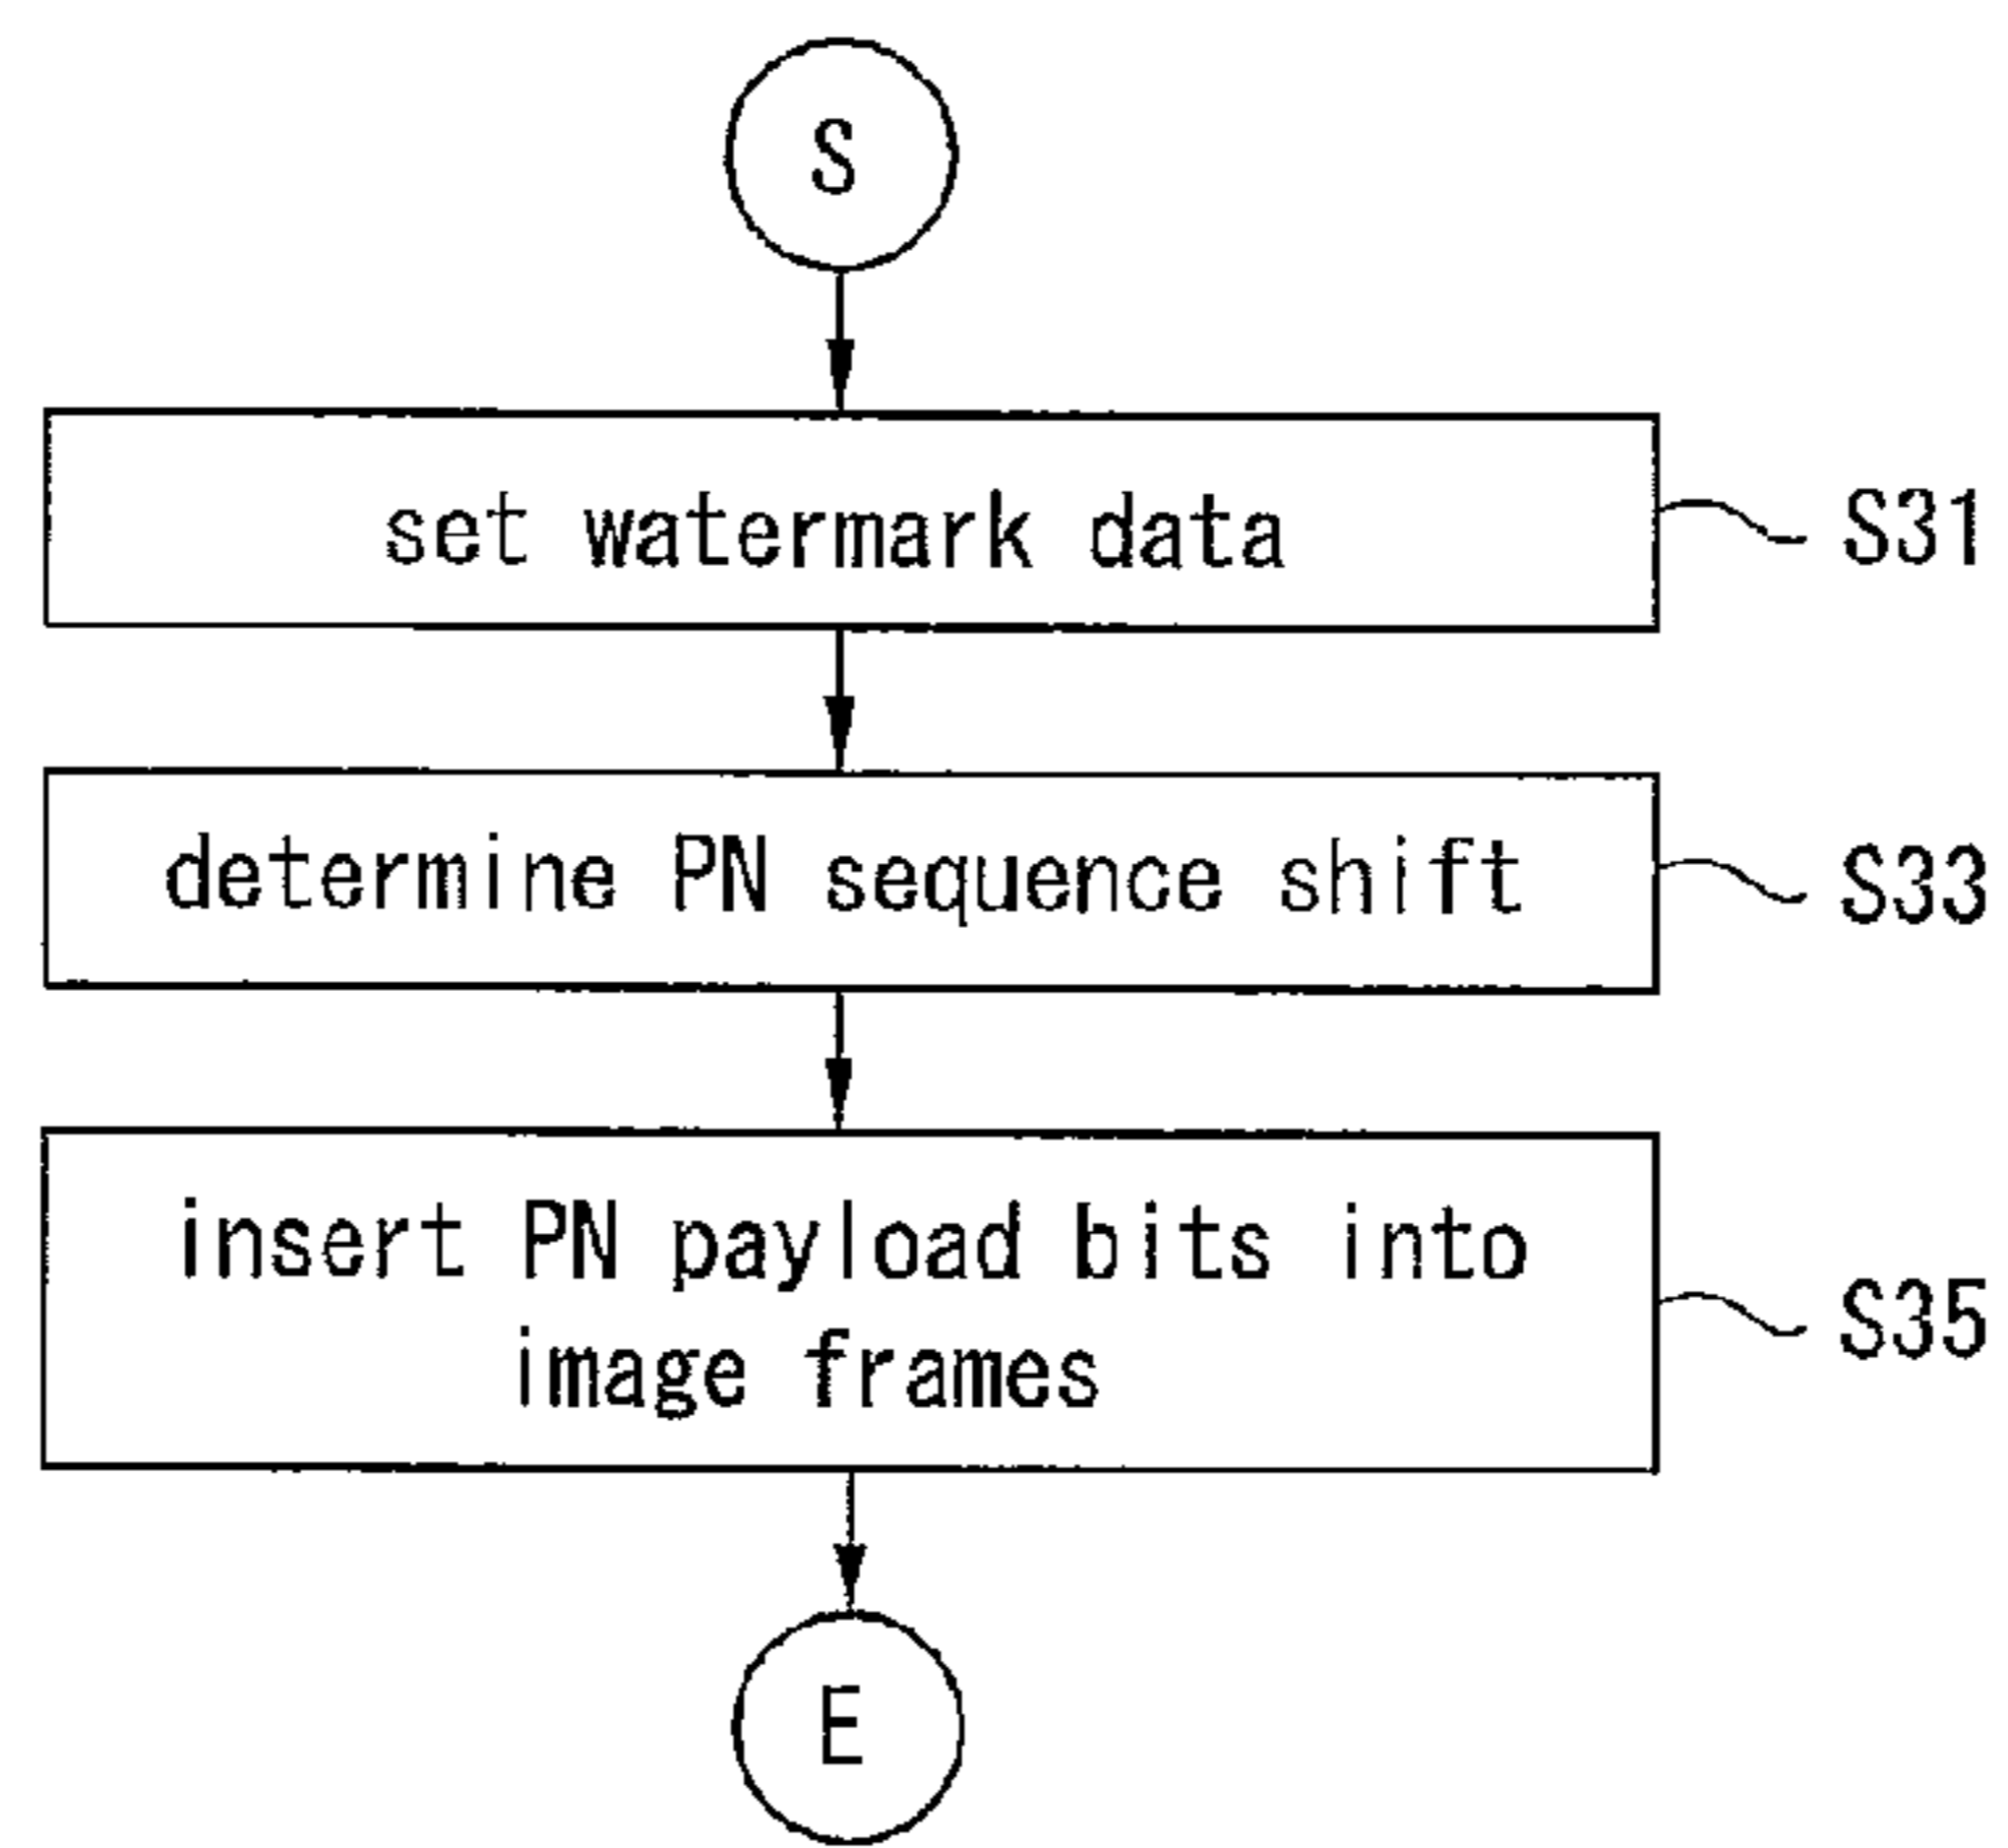 S
set watermark data
S31
determine PN sequence shift
S33
insert PN payload bits into
image frames
S35
E